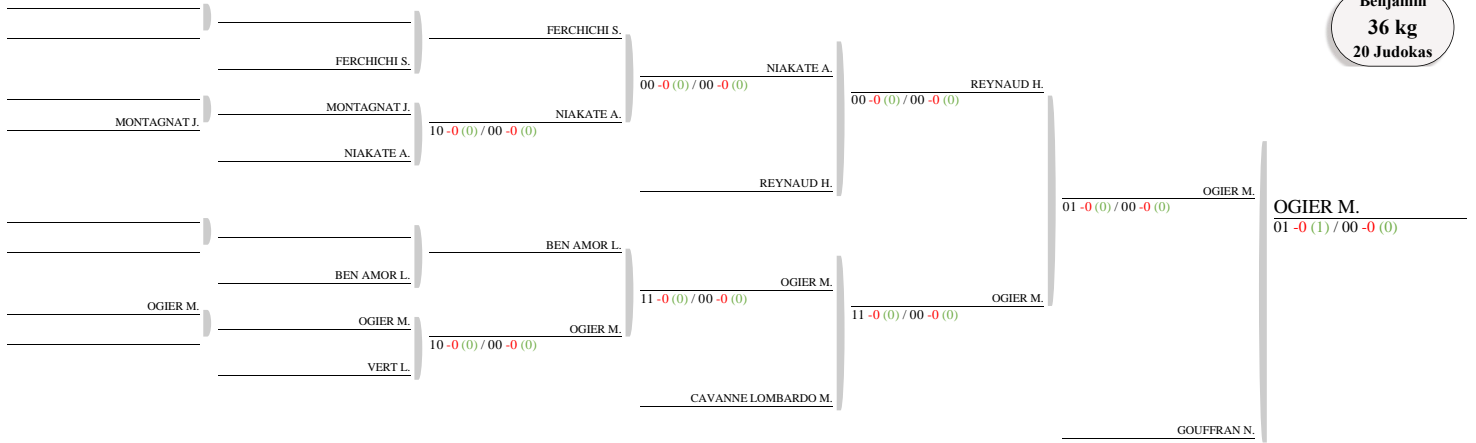 Benjamin
36 kg
20 Judokas
FERCHICHI S.
FERCHICHI S.
NIAKATE A.
00 -0 (0) / 00 -0 (0)
REYNAUD H.
00 -0 (0) / 00 -0 (0)
MONTAGNAT J.
MONTAGNAT J.
NIAKATE A.
10 -0 (0) / 00 -0 (0)
NIAKATE A.
REYNAUD H.
OGIER M.
01 -0 (0) / 00 -0 (0)
OGIER M.
01 -0 (1) / 00 -0 (0)
BEN AMOR L.
BEN AMOR L.
OGIER M.
11 -0 (0) / 00 -0 (0)
OGIER M.
11 -0 (0) / 00 -0 (0)
OGIER M.
OGIER M.
OGIER M.
10 -0 (0) / 00 -0 (0)
VERT L.
CAVANNE LOMBARDO M.
GOUFFRAN N.